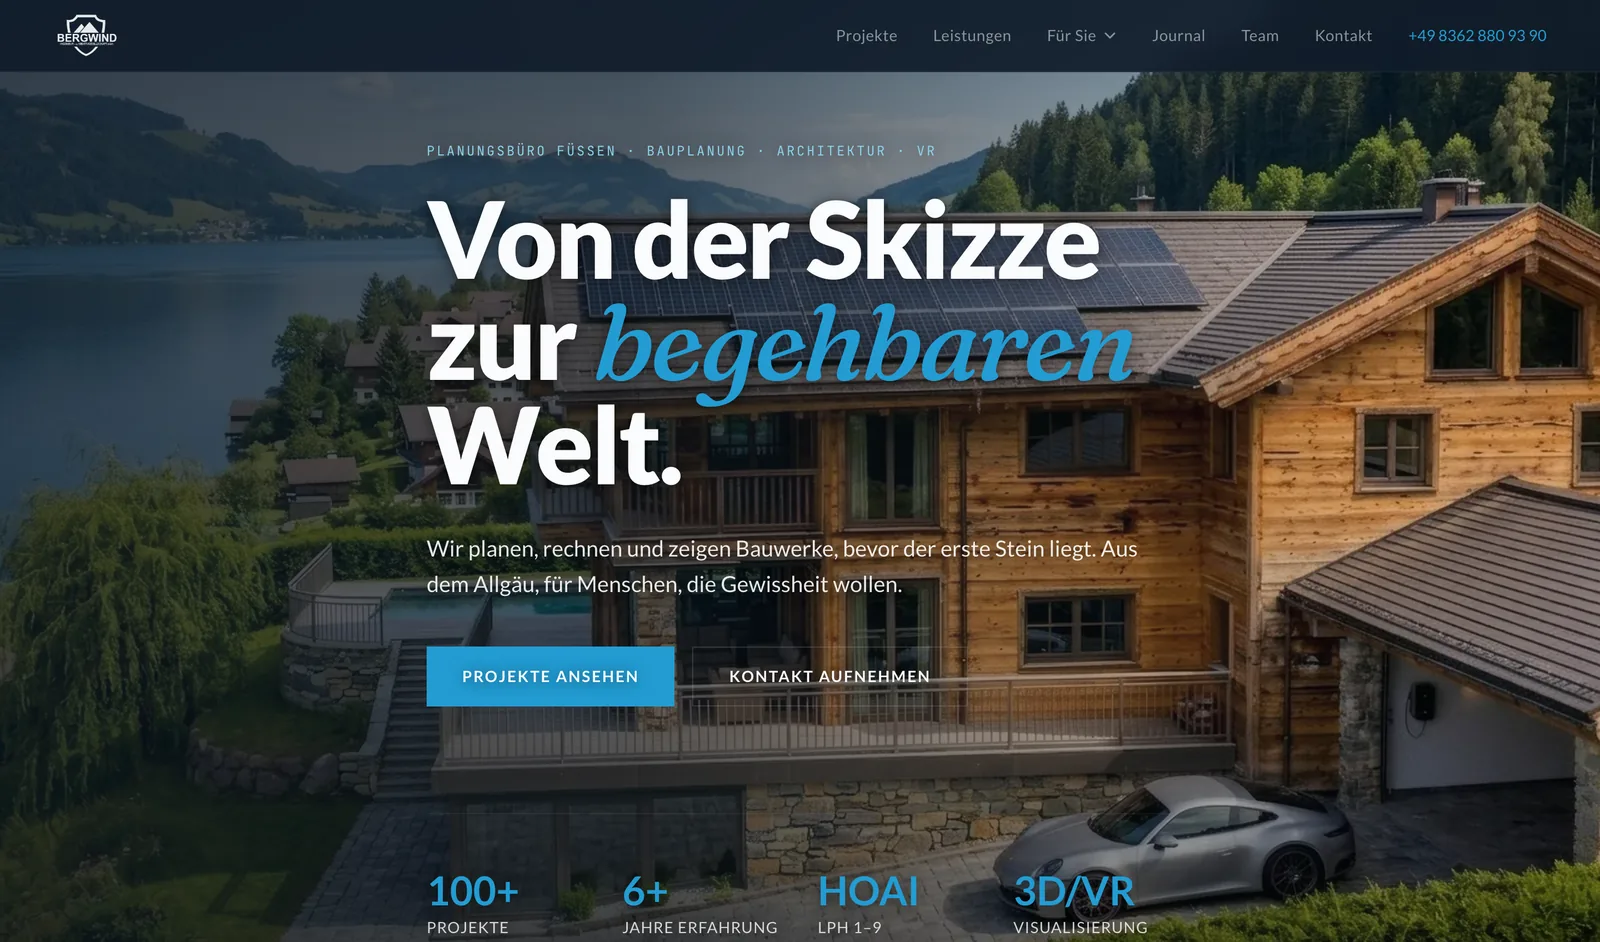 BERGWIND
Projekte
Leistungen
Für Sie
Journal
Team
Kontakt
+49 8362 880 93 90
PLANUNGSBÜRO FÜSSEN · BAUPLANUNG · ARCHITEKTUR · VR
Von der Skizze
zur begehbaren
Welt.
Wir planen, rechnen und zeigen Bauwerke, bevor der erste Stein liegt. Aus
dem Allgäu, für Menschen, die Gewissheit wollen.
PROJEKTE ANSEHEN
KONTAKT AUFNEHMEN
100+
PROJEKTE
6+
JAHRE ERFAHRUNG
HOAI
LPH 1–9
3D/VR
VISUALISIERUNG